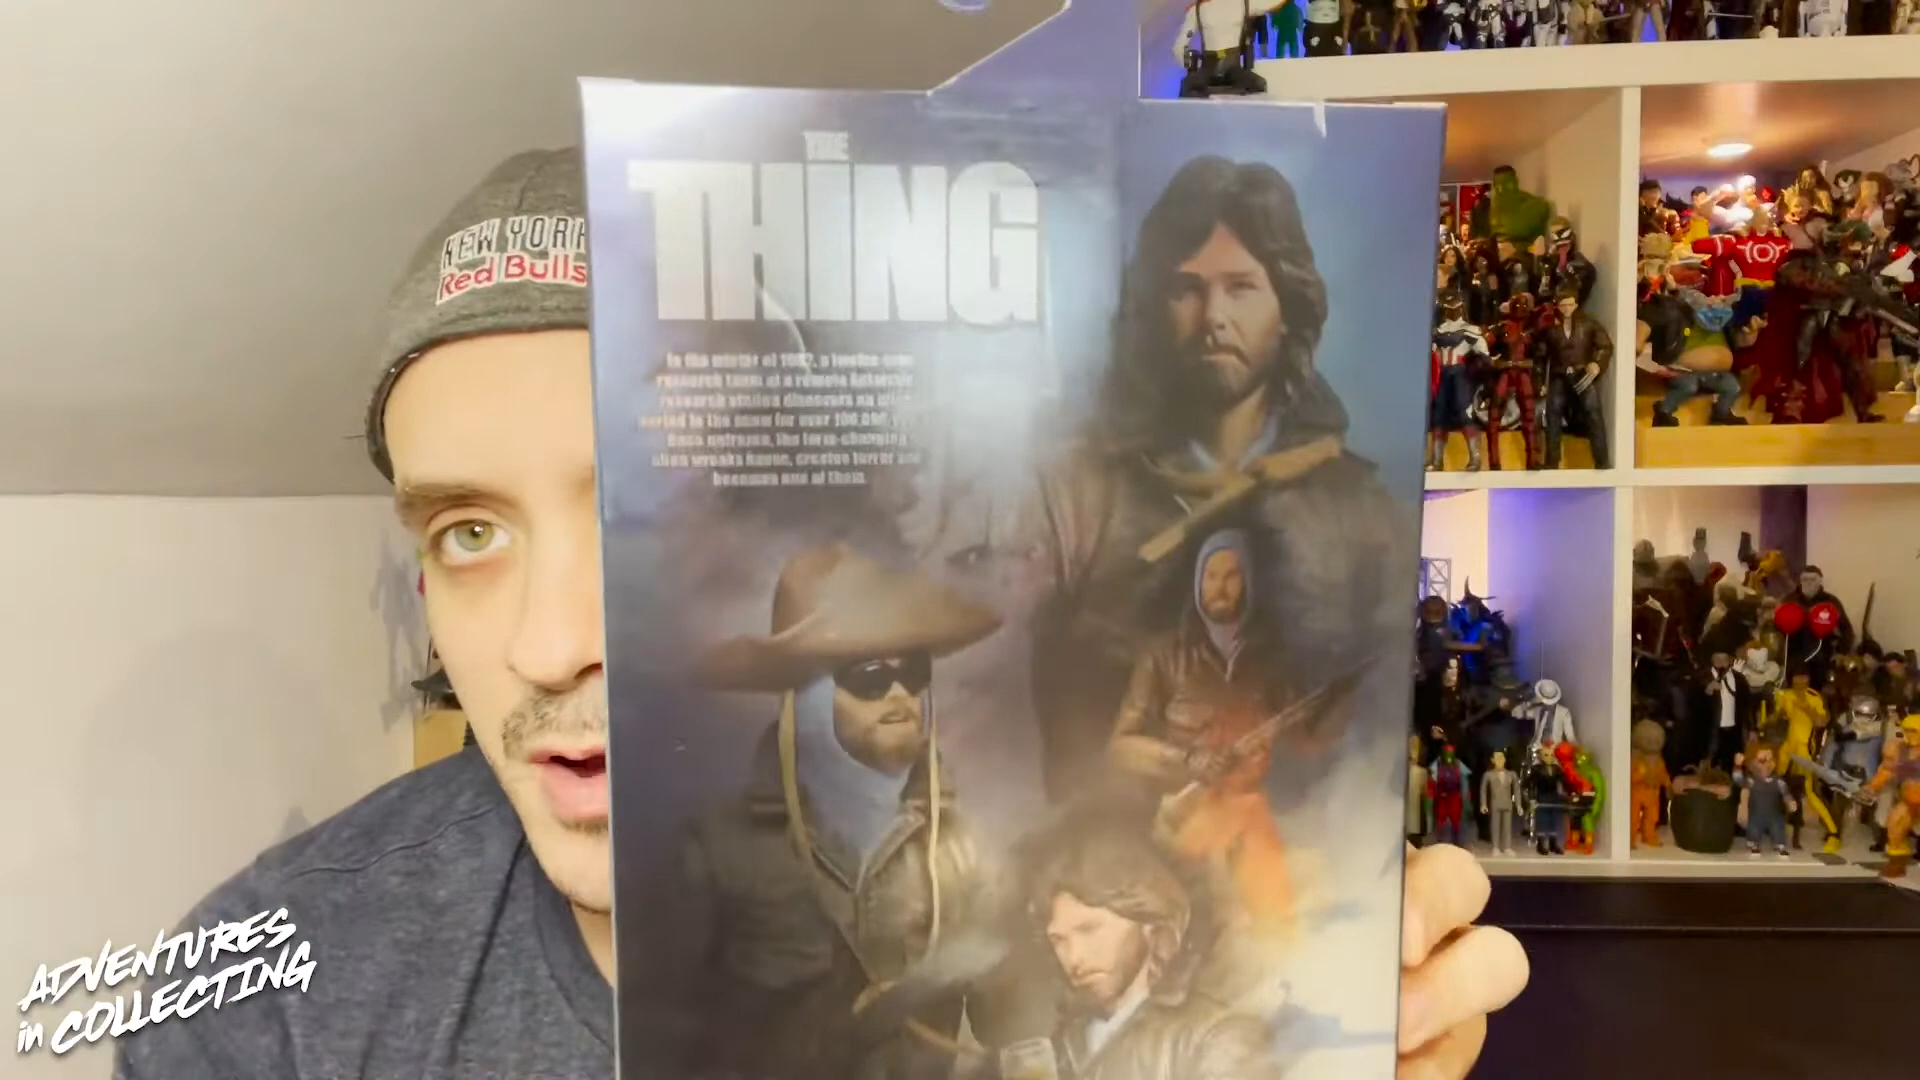 NEW YORK
Red Bulls
THE
THING
In the winter of 1982, a twelve-man
research team at a remote Antarctic
research station discovers an alien
buried in the snow for over 100,000
Once unfrozen, the form-changing
alien wreaks havoc, creates terror and
becomes one of them.
TOY
ADVENTURES
in COLLECTING